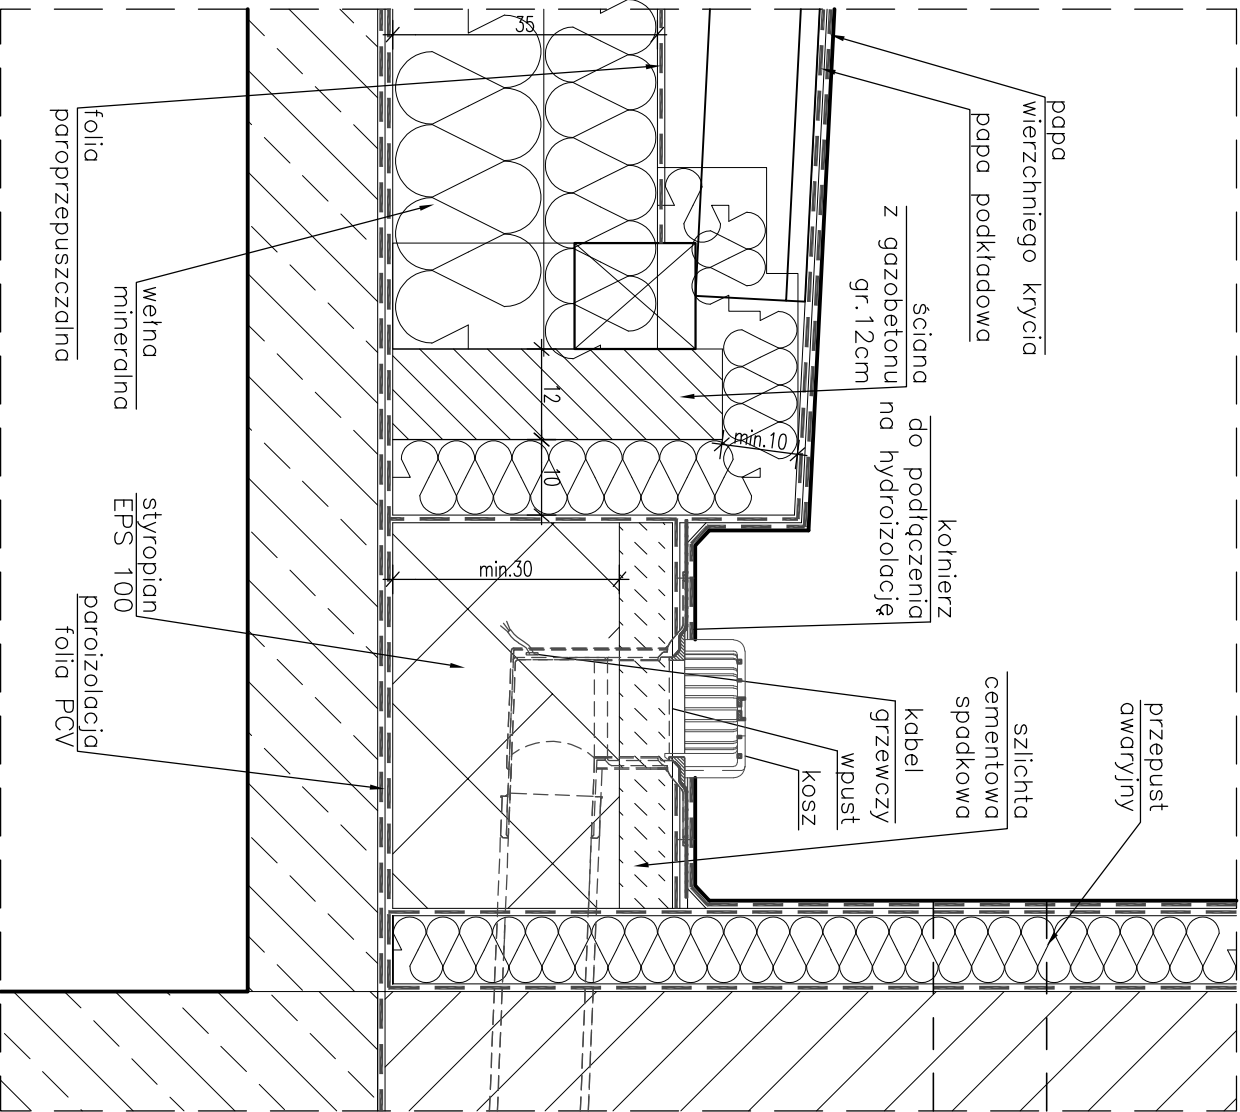 papa
wierzchniego krycia
papa podkładowa
ściana
z gazobetonu
gr.12cm
kołnierz
do podłączenia
na hydroizolację
przepust
awaryjny
szlichta
cementowa
spadkowa
kosz
wpust
kabel
grzewczy
folia
paroprzepuszczalna
wełna
mineralna
styropian
EPS 100
paroizolacja
folia PCV
35
12
10
min.10
min.30